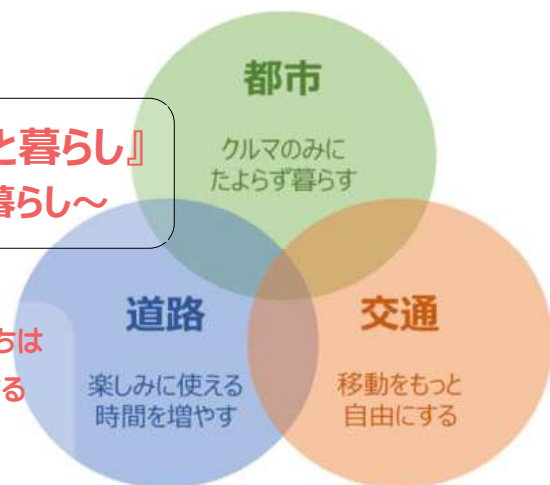 都市
クルマのみに
たよらず暮らす
と暮らし』
暮らし～
道路
楽しみに使える
時間を増やす
ちは
る
交通
移動をもっと
自由にする